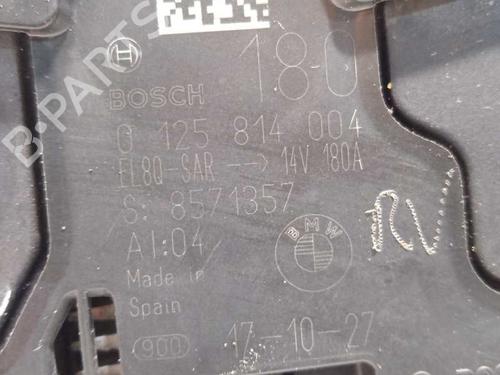 B-PARTS
180
BOSCH
0 125 814 004
EL8Q-SAR → 14V 180A
S: 8571357
AI:04
BMW
Made in
Spain
900
17-10-27